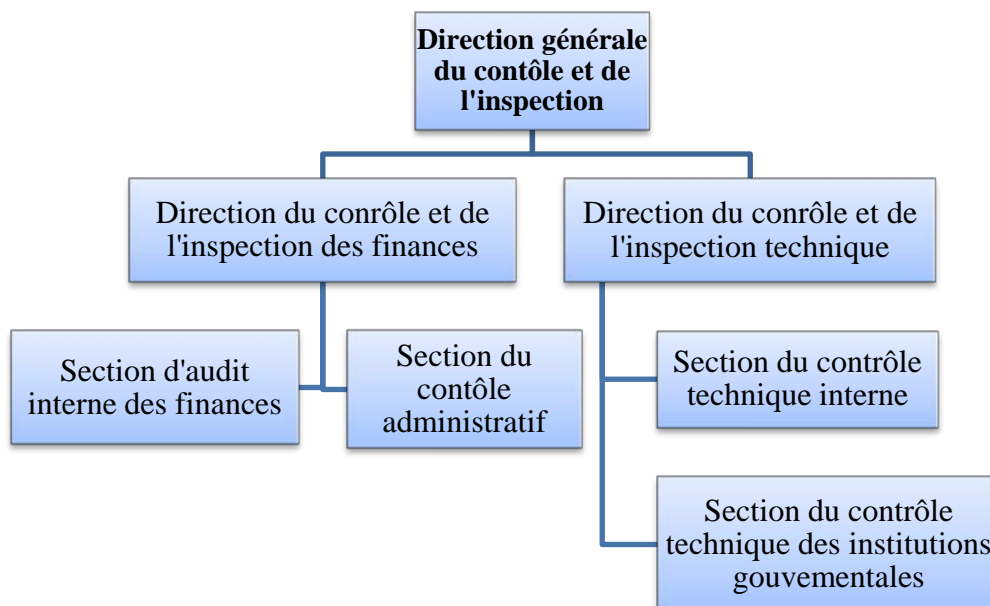 Direction générale
du contôle et de
l'inspection
Direction du conrôle et de
l'inspection des finances
Direction du conrôle et de
l'inspection technique
Section d'audit
interne des finances
Section du
contôle
administratif
Section du contrôle
technique interne
Section du contrôle
technique des institutions
gouvementales